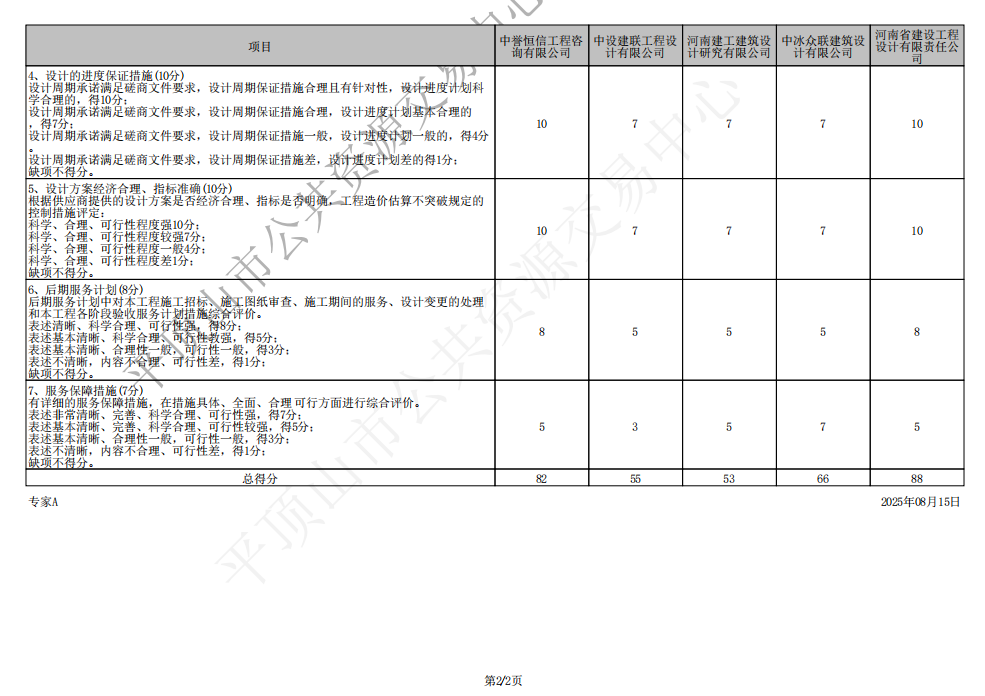 项目
中誉恒信工程咨
询有限公司
中设建联工程设
计有限公司
河南建工建筑设
计研究有限公司
中冰众联建筑设
计有限公司
河南省建设工程
设计有限责任公
司
4、设计的进度保证措施(10分)
设计周期承诺满足磋商文件要求，设计周期保证措施合理且有针对性，设计进度计划科
学合理的，得10分；
设计周期承诺满足磋商文件要求，设计周期保证措施合理，设计进度计划基本合理的
，得7分；
设计周期承诺满足磋商文件要求，设计周期保证措施一般，设计进度计划一般的，得4分
。
设计周期承诺满足磋商文件要求，设计周期保证措施差，设计进度计划差的得1分；
缺项不得分。
10 7 7 7 10
5、设计方案经济合理、指标准确(10分)
根据供应商提供的设计方案是否经济合理、指标是否明确，工程造价估算不突破规定的
控制措施评定：
科学、合理、可行性程度强10分；
科学、合理、可行性程度较强7分；
科学、合理、可行性程度一般4分；
科学、合理、可行性程度差1分；
缺项不得分。
10 7 7 7 10
6、后期服务计划(8分)
后期服务计划中对本工程施工招标、施工图纸审查、施工期间的服务、设计变更的处理
和本工程各阶段验收服务计划措施综合评价。
表述清晰、科学合理、可行性强，得8分；
表述基本清晰、科学合理、可行性教强，得5分；
表述基本清晰、合理性一般，可行性一般，得3分；
表述不清晰，内容不合理、可行性差，得1分；
缺项不得分。
8 5 5 5 8
7、服务保障措施(7分)
有详细的服务保障措施，在措施具体、全面、合理可行方面进行综合评价。
表述非常清晰、完善、科学合理、可行性强，得7分；
表述基本清晰、完善、科学合理、可行性较强，得5分；
表述基本清晰、合理性一般，可行性一般，得3分；
表述不清晰，内容不合理、可行性差，得1分；
缺项不得分。
5 3 5 7 5
总得分 82 55 53 66 88
专家A 2025年08月15日
平顶山市公共资源交易中心
平顶山市公共资源交易中心
第2/2页